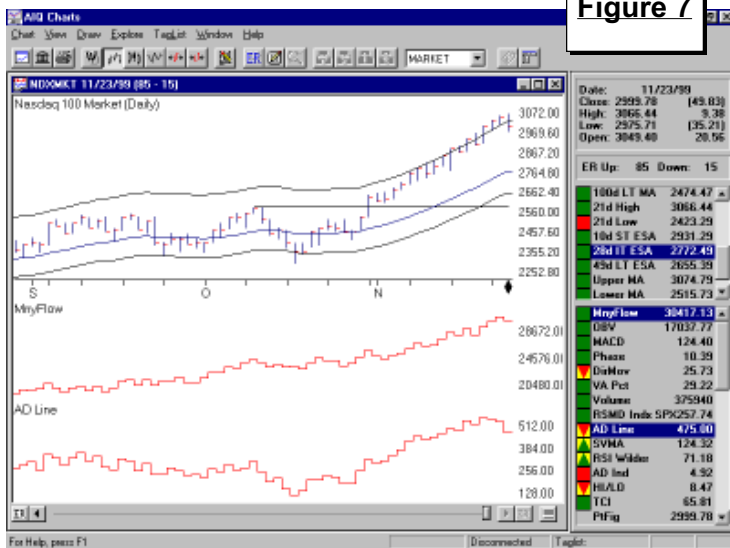 Figure 7
AIQ Charts
Chart View Draw Explore TagList Window Help
ER
MARKET
NDXMKT 11/23/99 (85 - 15)
Nasdaq 100 Market (Daily)
3072.00
2969.60
2867.20
2764.80
2662.40
2560.00
2457.60
2355.20
2252.80
S O N
MnyFlow
28672.0
24576.0
20480.0
AD Line
512.00
384.00
256.00
128.00
Date: 11/23/99
Close: 2999.78 (49.83)
High: 3066.44 9.38
Low: 2975.71 (35.21)
Open: 3049.40 20.56
ER Up: 85 Down: 15
100d LT MA 2474.47
21d High 3066.44
21d Low 2423.29
10d ST ESA 2931.29
28d IT ESA 2772.49
49d LT ESA 2655.39
Upper MA 3074.79
Lower MA 2515.73
MnyFlow 30417.13
OBV 17037.77
MACD 124.40
Phase 10.39
DirMov 25.73
VA Pct 29.22
Volume 375940
RSMD Indx SPX257.74
AD Line 475.00
SVMA 124.32
RSI Wilder 71.18
AD Ind 4.92
HI/LO 8.47
TCI 65.81
PtFig 2999.78
For Help, press F1
Disconnected
Taglist: